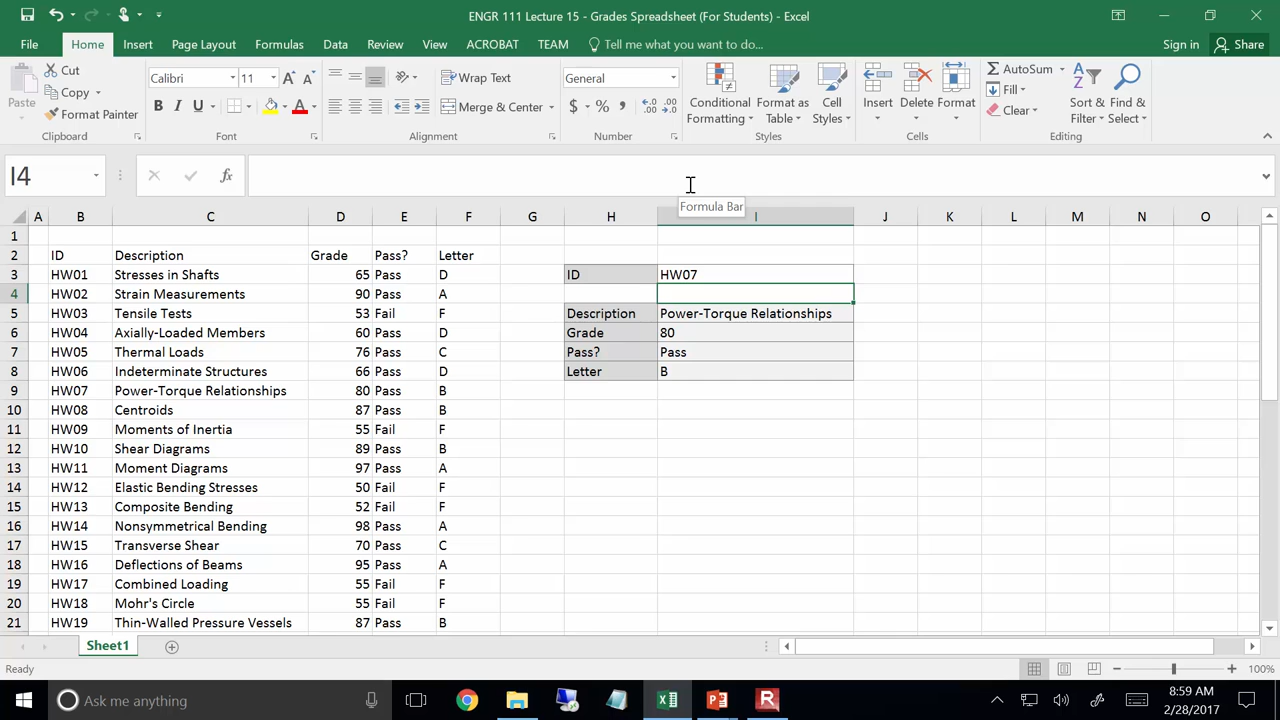 ENGR 111 Lecture 15 - Grades Spreadsheet (For Students) - Excel
File Home Insert Page Layout Formulas Data Review View ACROBAT TEAM Tell me what you want to do... Sign in Share
Paste Cut Copy Format Painter Clipboard
Calibri 11 B I U A Font
Wrap Text Merge & Center Alignment
General $ % , Number
Conditional Formatting Format as Table Cell Styles Styles
Insert Delete Format Cells
AutoSum Fill Clear Sort & Filter Find & Select Editing
I4 fx
Formula Bar
A B C D E F G H I J K L M N O
1
2 ID Description Grade Pass? Letter
3 HW01 Stresses in Shafts 65 Pass D ID HW07
4 HW02 Strain Measurements 90 Pass A
5 HW03 Tensile Tests 53 Fail F Description Power-Torque Relationships
6 HW04 Axially-Loaded Members 60 Pass D Grade 80
7 HW05 Thermal Loads 76 Pass C Pass? Pass
8 HW06 Indeterminate Structures 66 Pass D Letter B
9 HW07 Power-Torque Relationships 80 Pass B
10 HW08 Centroids 87 Pass B
11 HW09 Moments of Inertia 55 Fail F
12 HW10 Shear Diagrams 89 Pass B
13 HW11 Moment Diagrams 97 Pass A
14 HW12 Elastic Bending Stresses 50 Fail F
15 HW13 Composite Bending 52 Fail F
16 HW14 Nonsymmetrical Bending 98 Pass A
17 HW15 Transverse Shear 70 Pass C
18 HW16 Deflections of Beams 95 Pass A
19 HW17 Combined Loading 55 Fail F
20 HW18 Mohr's Circle 55 Fail F
21 HW19 Thin-Walled Pressure Vessels 87 Pass B
Sheet1
Ready 100%
Ask me anything 8:59 AM
2/28/2017